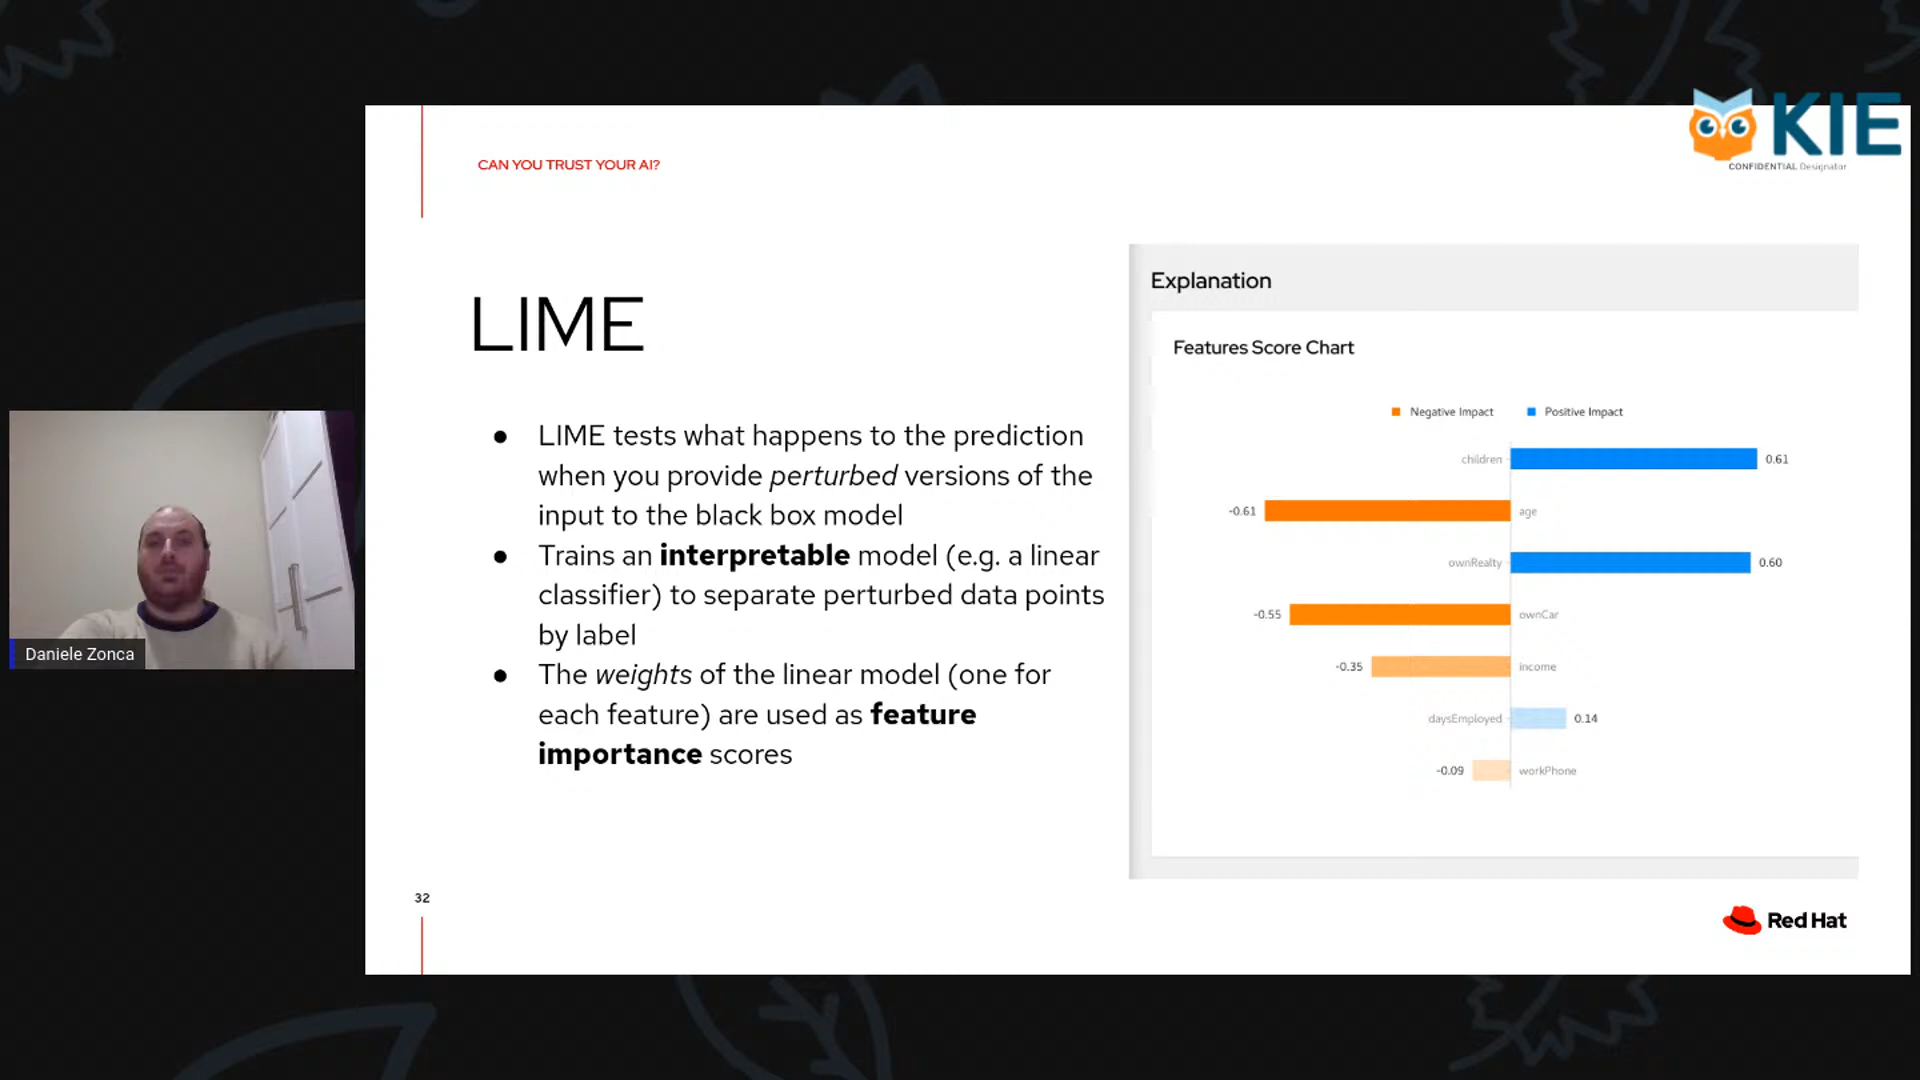 KIE
CONFIDENTIAL Designator
CAN YOU TRUST YOUR AI?
LIME
● LIME tests what happens to the prediction
when you provide perturbed versions of the
input to the black box model
● Trains an interpretable model (e.g. a linear
classifier) to separate perturbed data points
by label
● The weights of the linear model (one for
each feature) are used as feature
importance scores
Explanation
Features Score Chart
Negative Impact Positive Impact
children 0.61
-0.61 age
ownRealty 0.60
-0.55 ownCar
-0.35 income
daysEmployed 0.14
-0.09 workPhone
Daniele Zonca
32
Red Hat